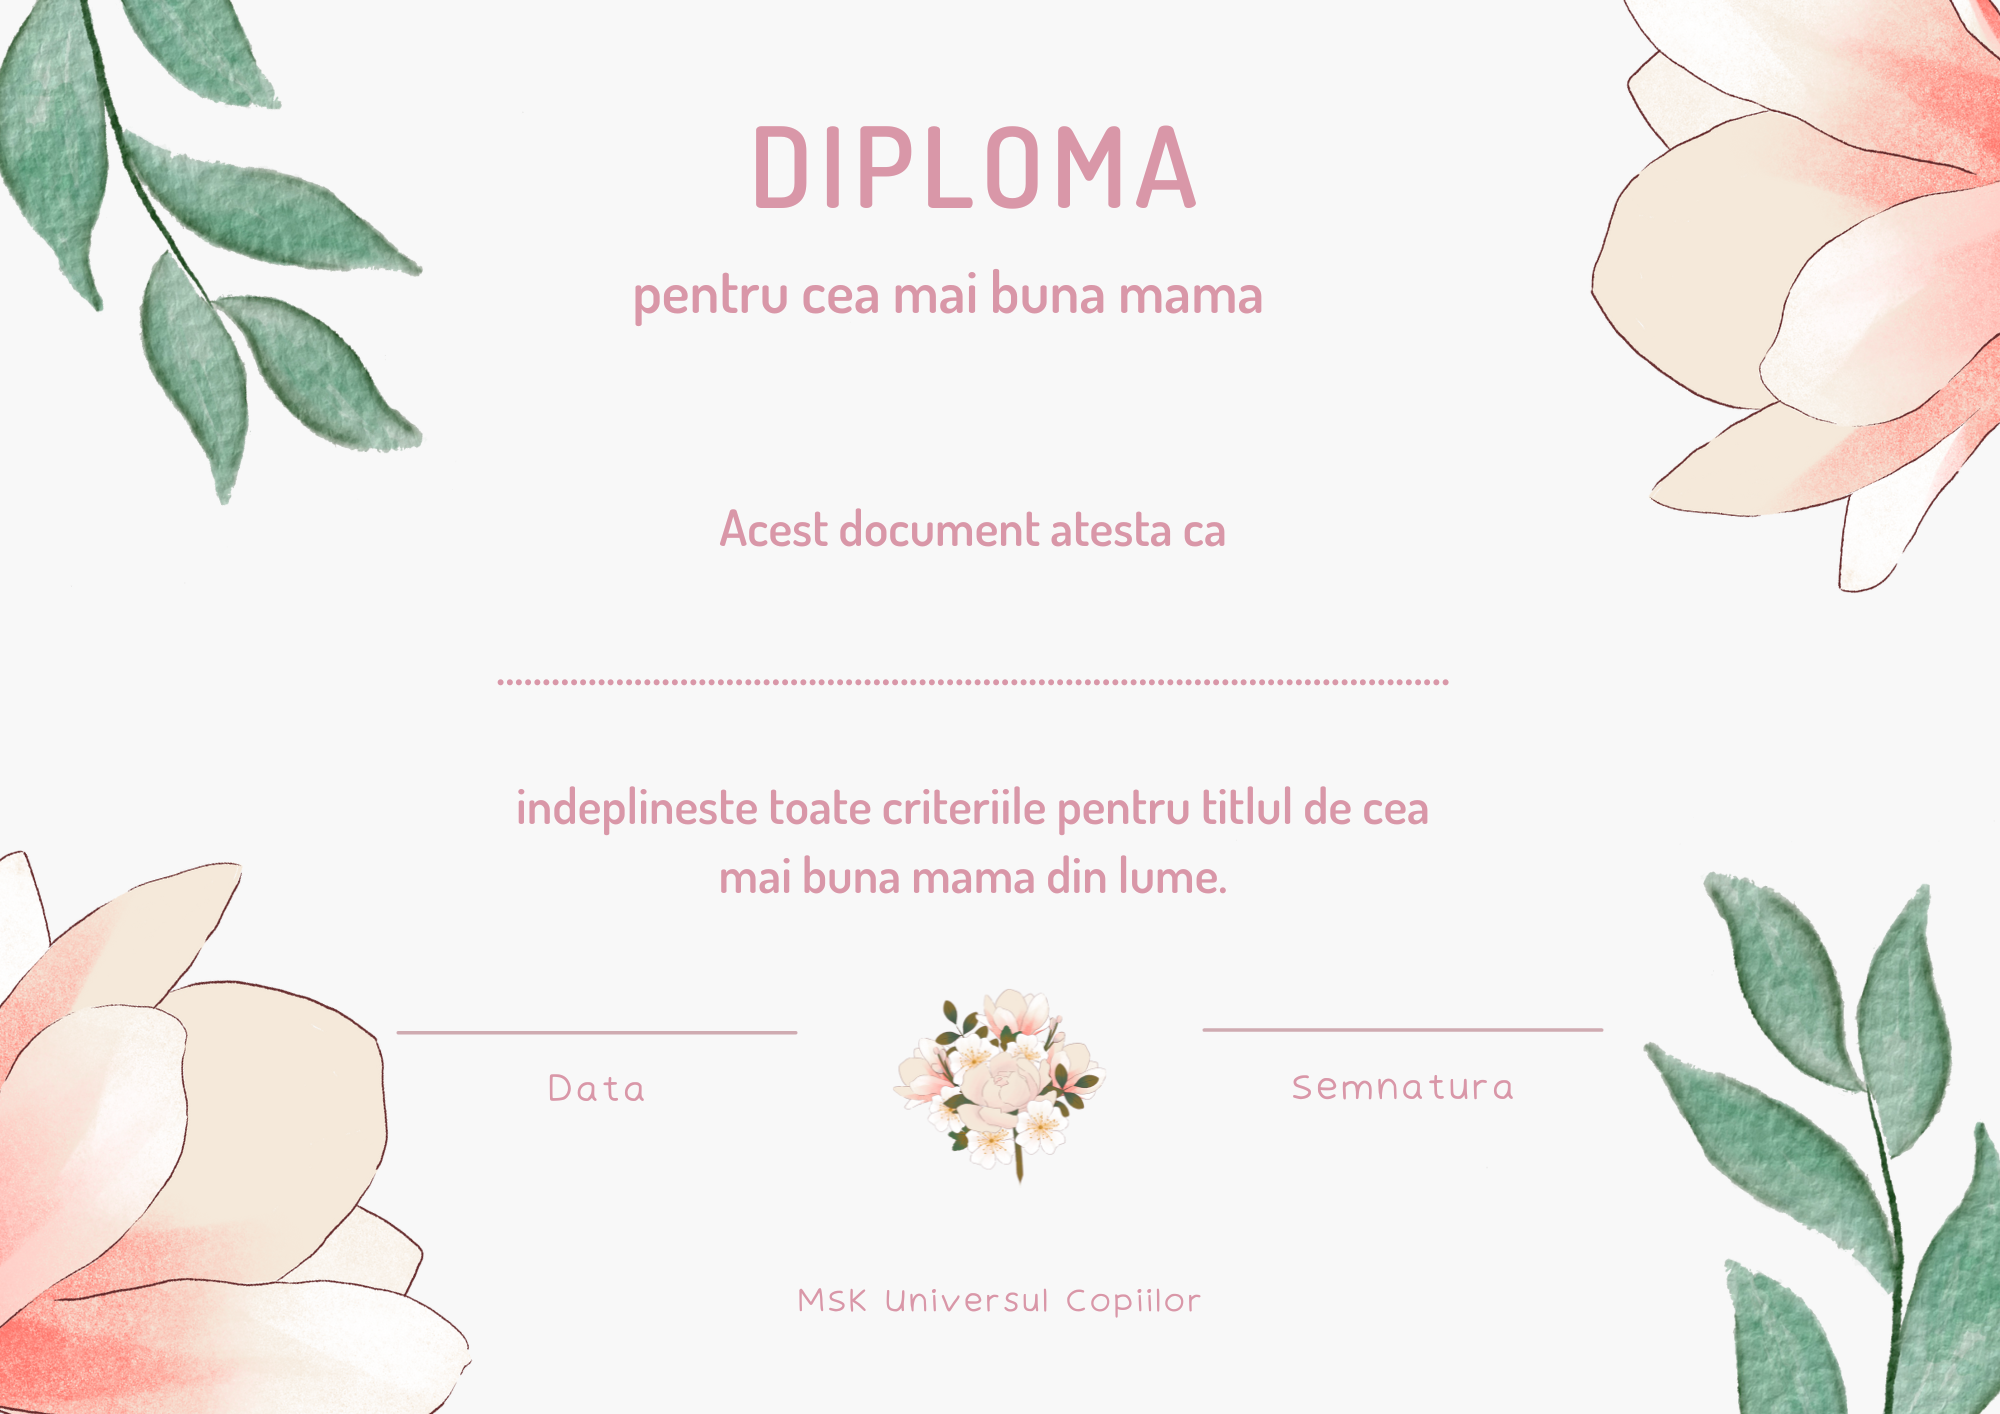 DIPLOMA
pentru cea mai buna mama
Acest document atesta ca
indeplineste toate criteriile pentru titlul de cea
mai buna mama din lume.
Data
Semnatura
MSK Universul Copiilor